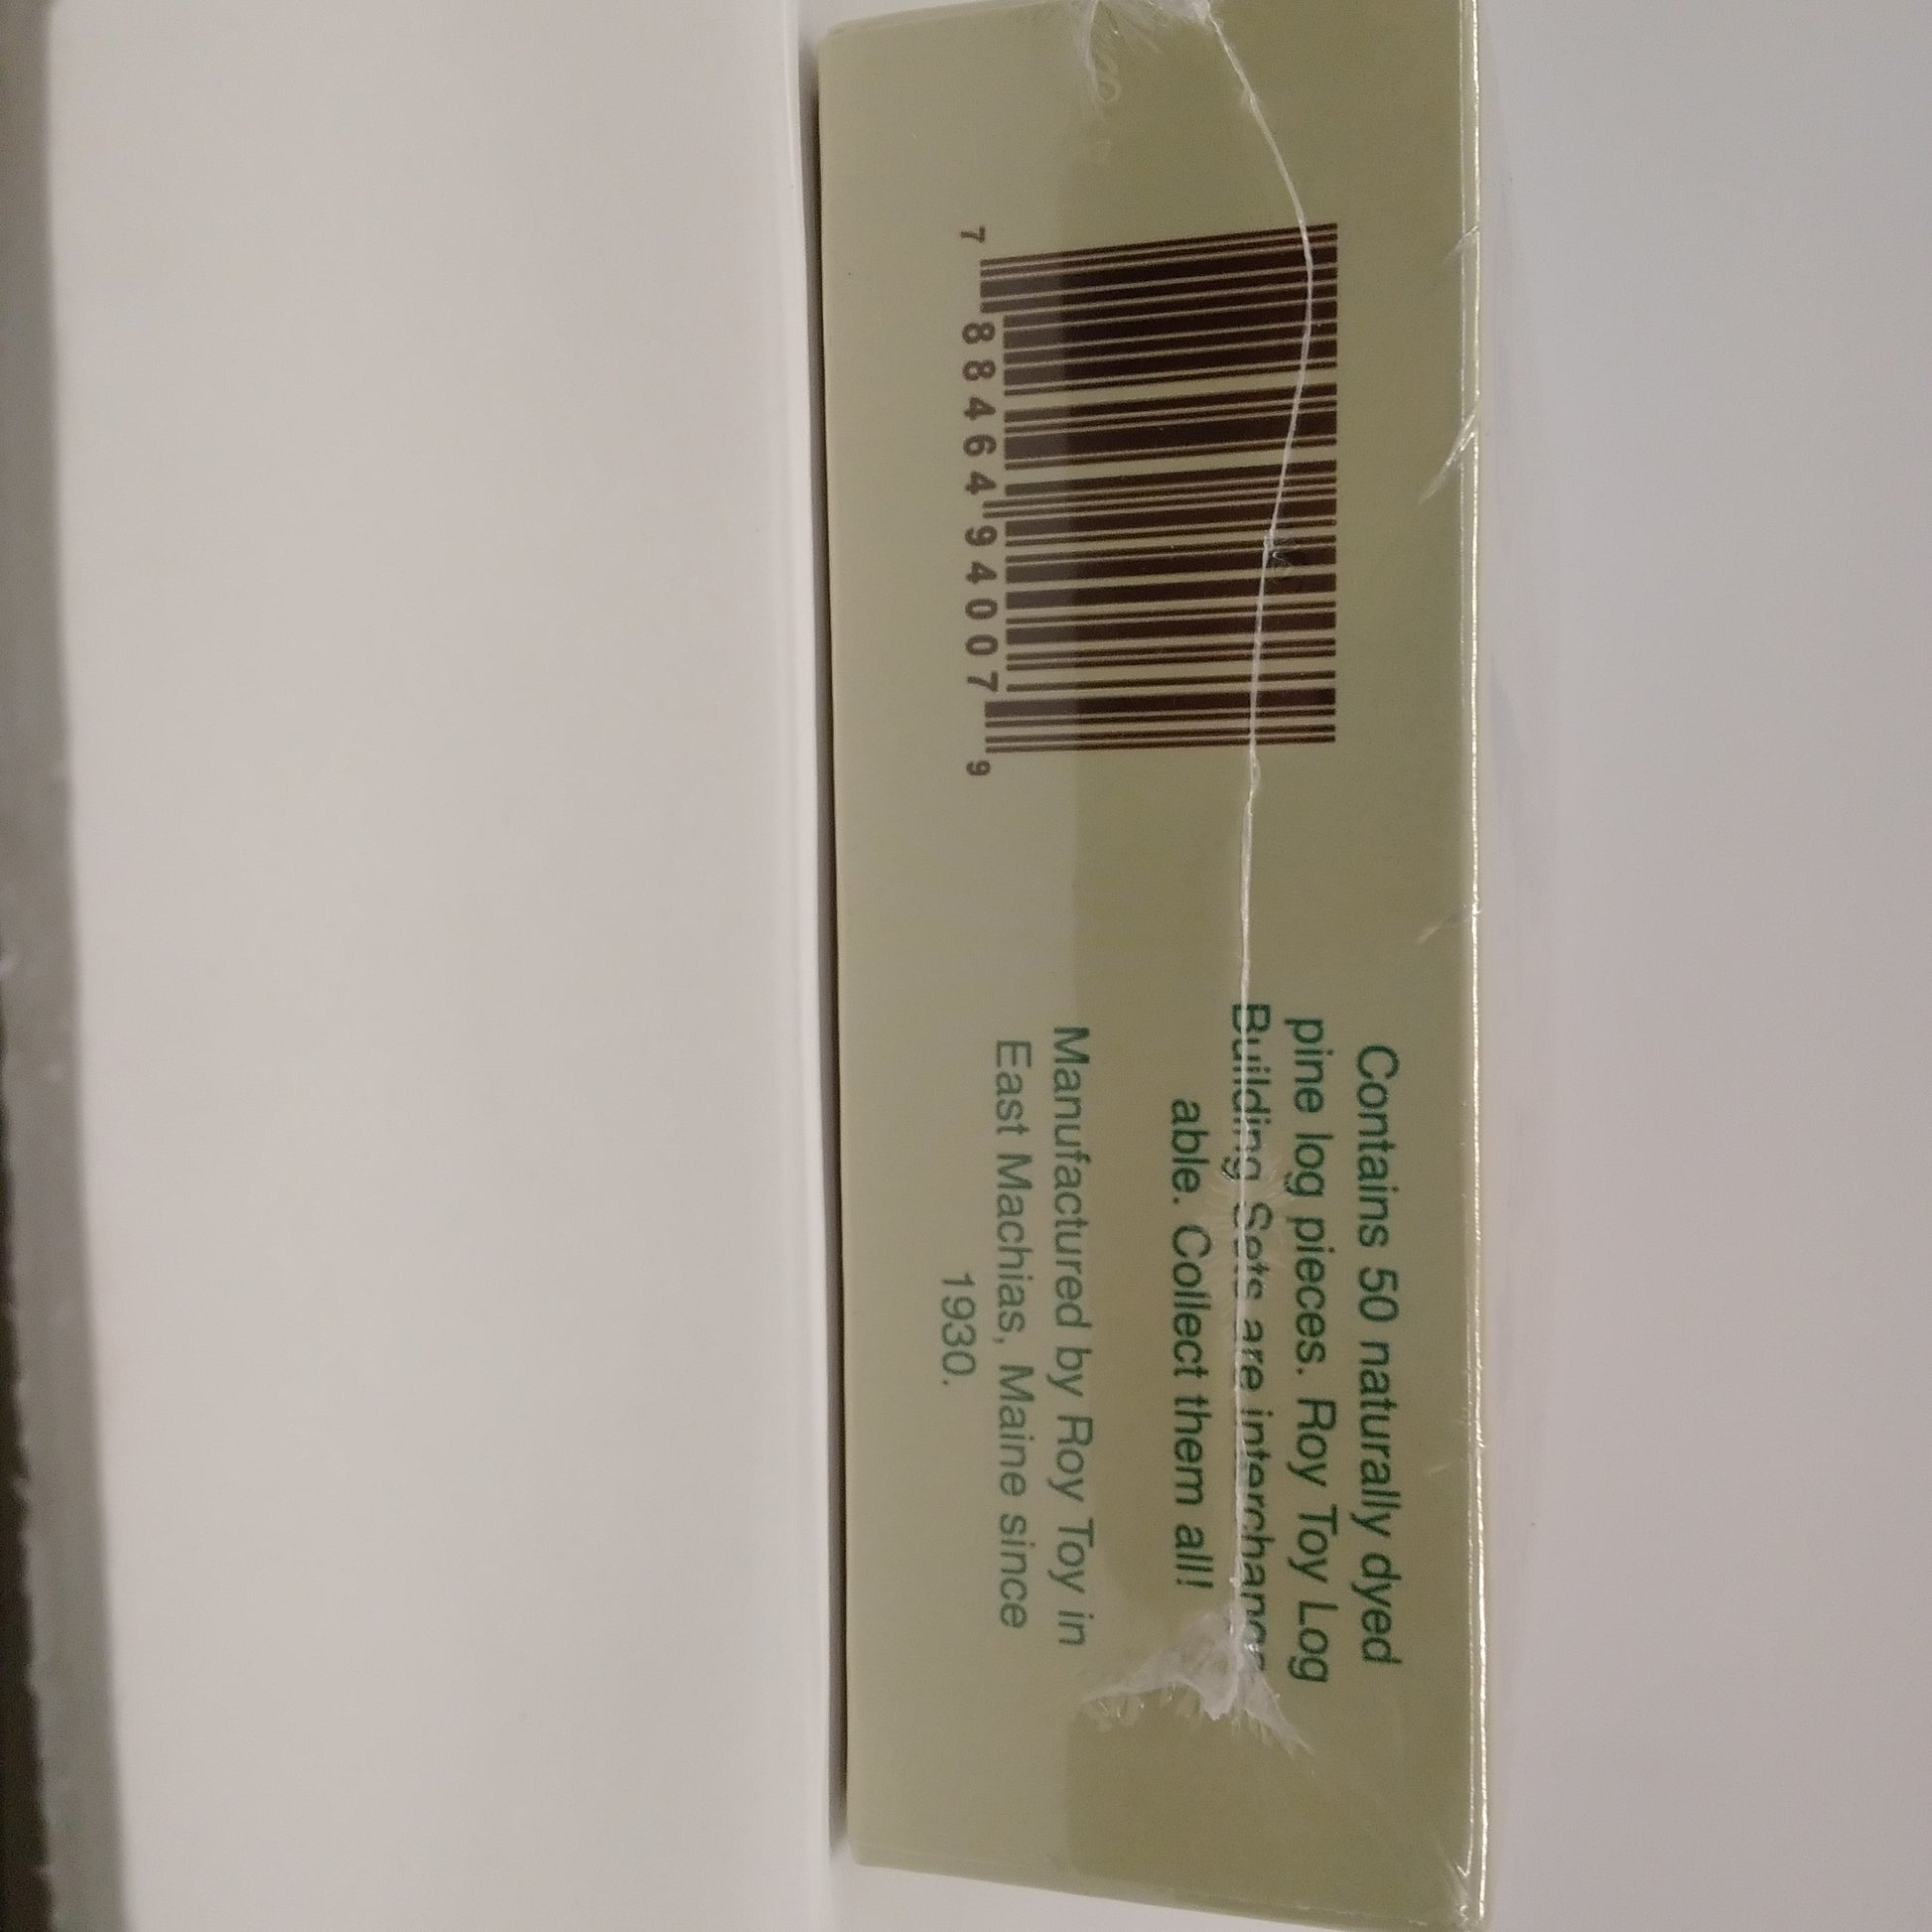 7 88464 94007 9
Contains 50 naturally dyed
pine log pieces. Roy Toy Log
Building Sets are interchange
able. Collect them all!
Manufactured by Roy Toy in
East Machias, Maine since
1930.